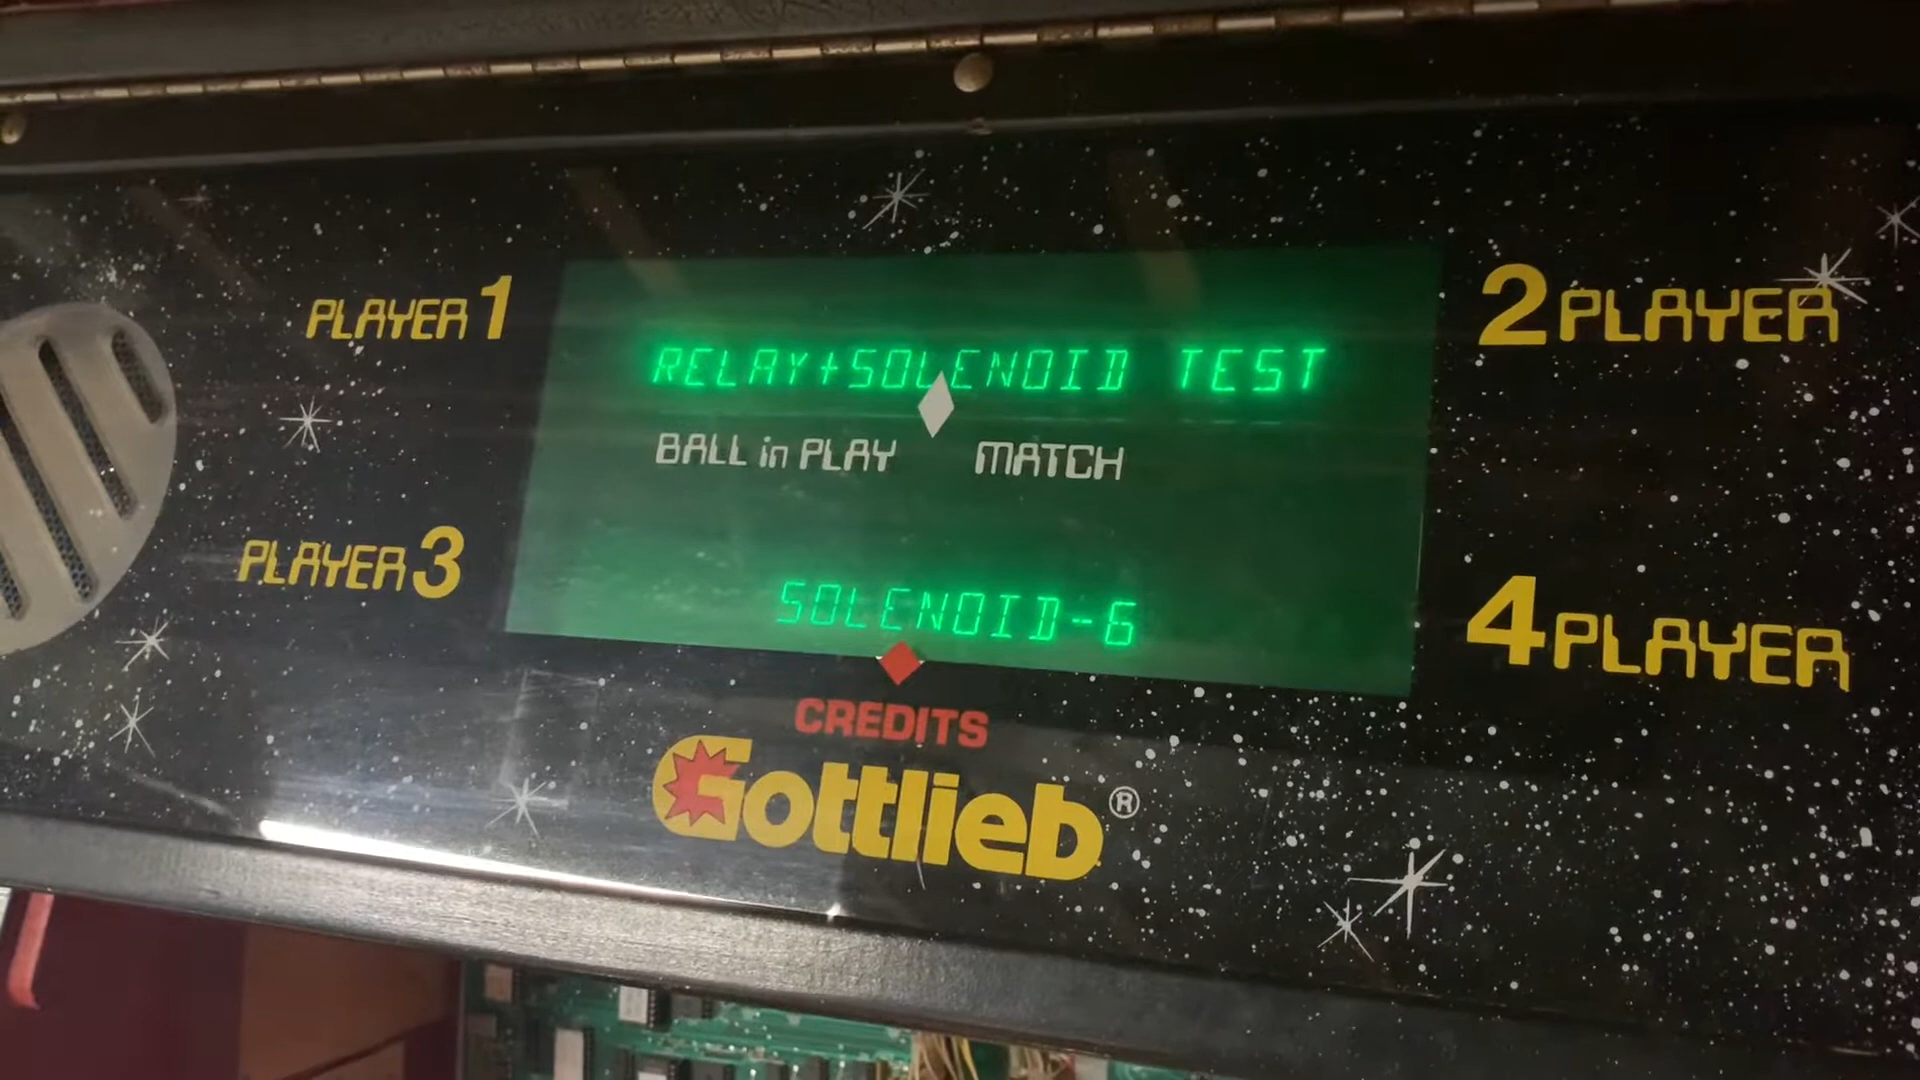 PLAYER 1
2 PLAYER
RELAY+SOLENOID TEST
BALL in PLAY MATCH
PLAYER 3
4 PLAYER
SOLENOID-6
CREDITS
Gottlieb®